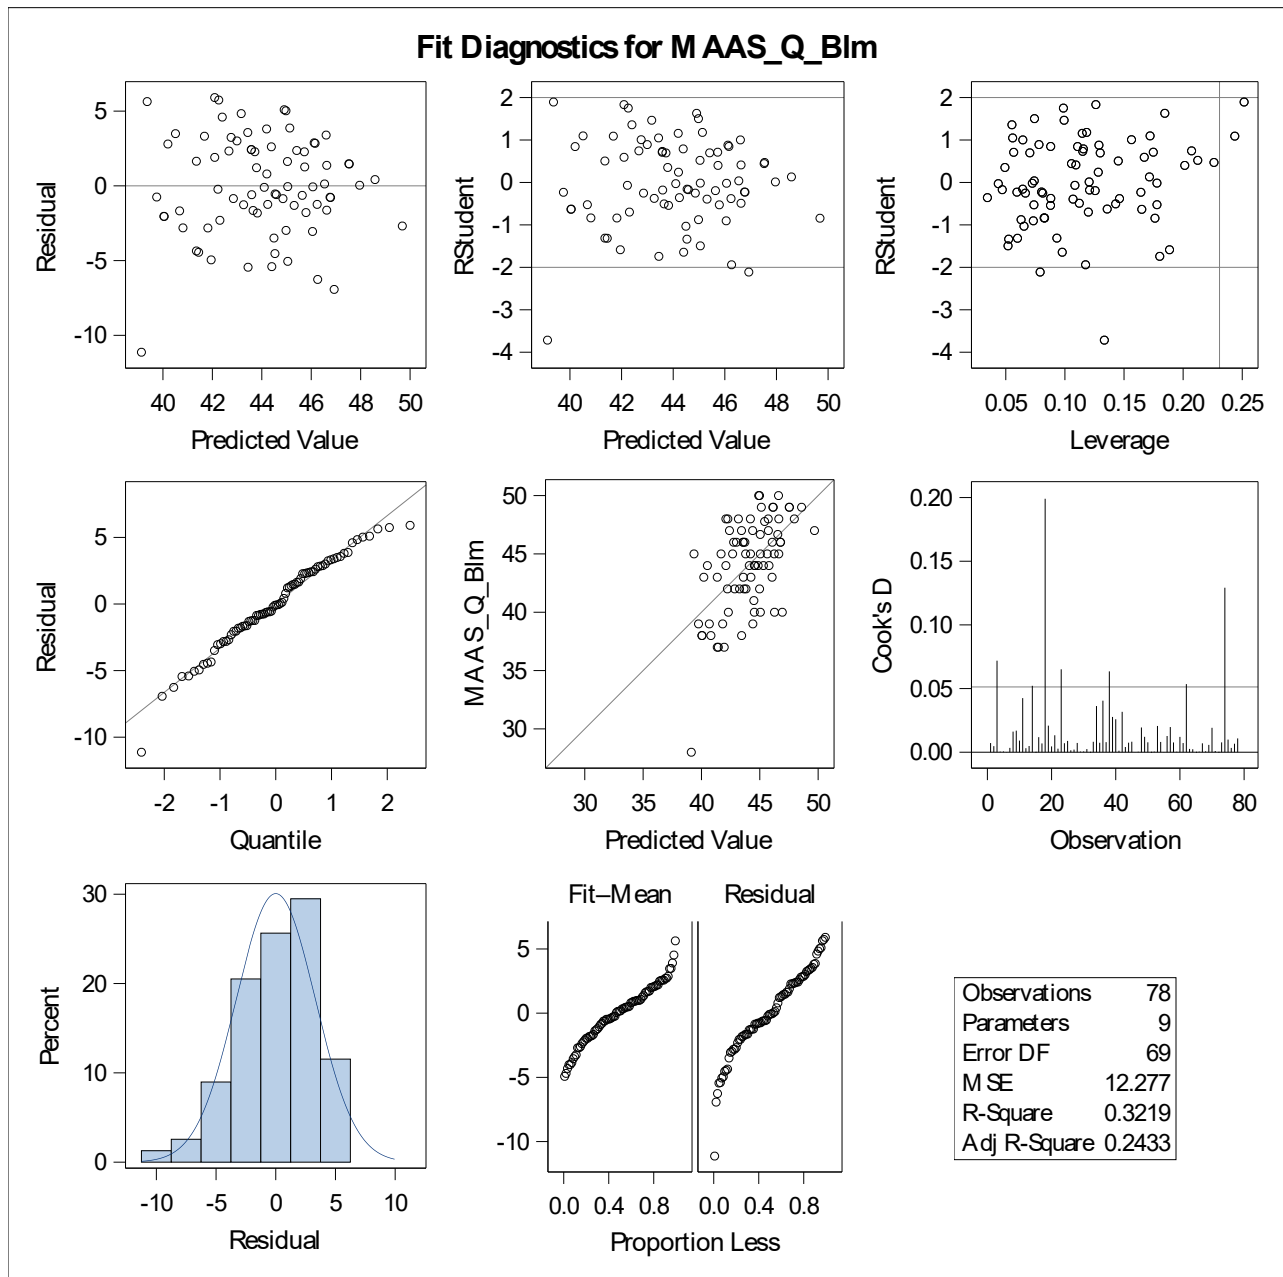 Fit Diagnostics for MAAS_Q_Blm
5
0
-5
-10
Residual
40 42 44 46 48 50
Predicted Value
2
1
0
-1
-2
-3
-4
RStudent
40 42 44 46 48 50
Predicted Value
2
1
0
-1
-2
-3
-4
RStudent
0.05 0.10 0.15 0.20 0.25
Leverage
5
0
-5
-10
Residual
-2 -1 0 1 2
Quantile
50
45
40
35
30
MAAS_Q_Blm
30 35 40 45 50
Predicted Value
0.20
0.15
0.10
0.05
0.00
Cook's D
0 20 40 60 80
Observation
30
20
10
0
Percent
-10 -5 0 5 10
Residual
Fit–Mean Residual
5
0
-5
-10
0.0 0.4 0.8 0.0 0.4 0.8
Proportion Less
Observations 78
Parameters 9
Error DF 69
MSE 12.277
R-Square 0.3219
Adj R-Square 0.2433